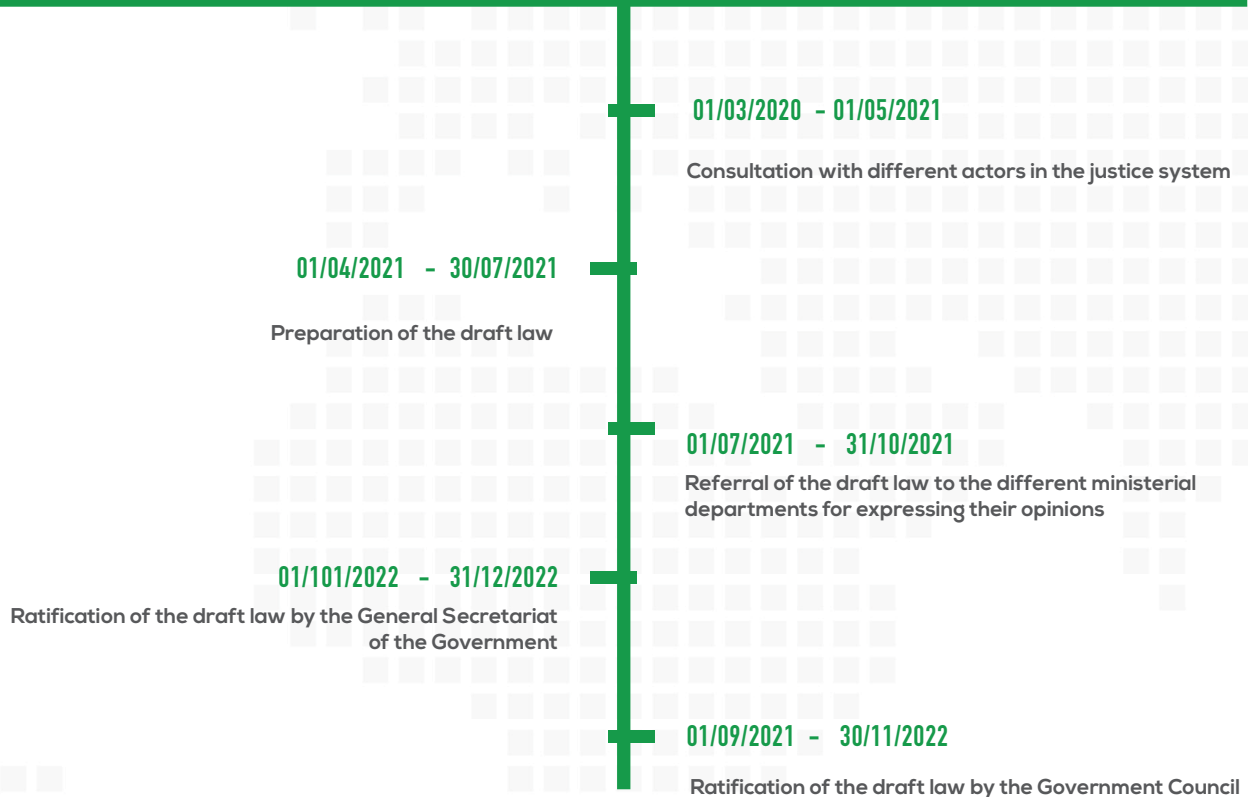 01/03/2020 - 01/05/2021
Consultation with different actors in the justice system
01/04/2021 - 30/07/2021
Preparation of the draft law
01/07/2021 - 31/10/2021
Referral of the draft law to the different ministerial
departments for expressing their opinions
01/101/2022 - 31/12/2022
Ratification of the draft law by the General Secretariat
of the Government
01/09/2021 - 30/11/2022
Ratification of the draft law by the Government Council